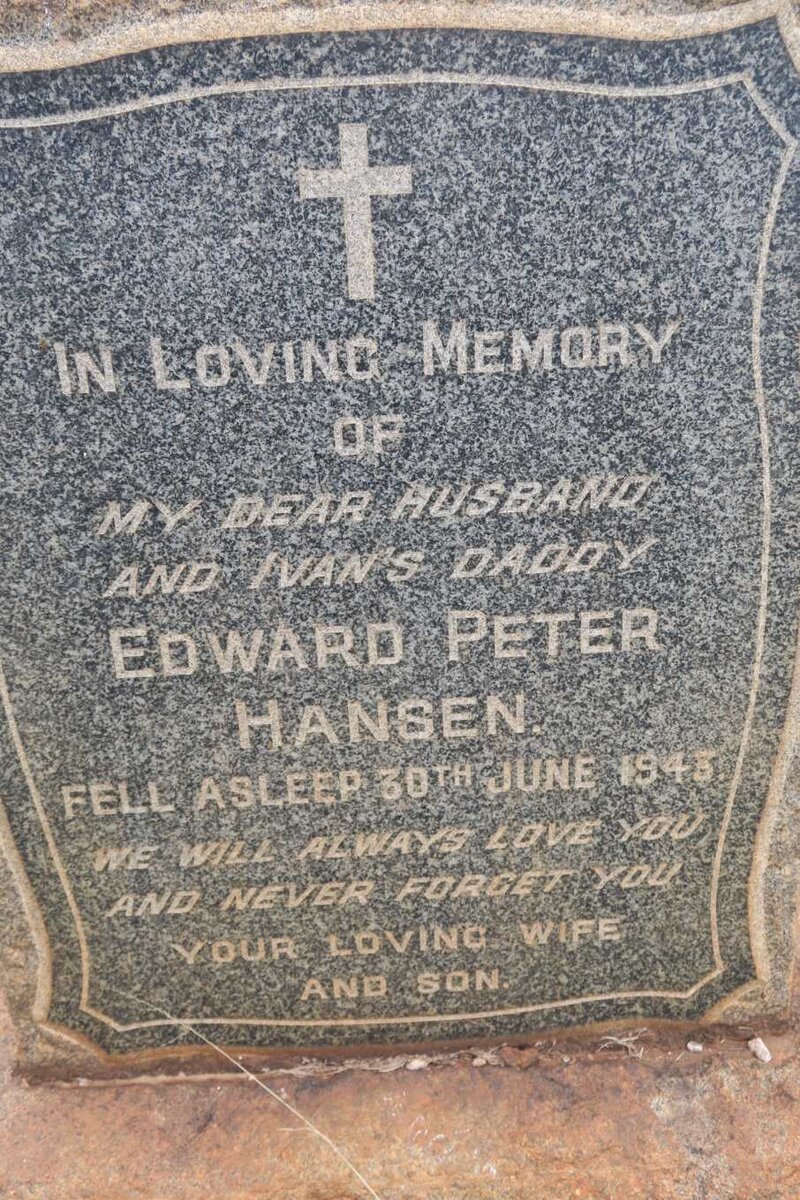 IN LOVING MEMORY
OF
MY DEAR HUSBAND
AND IVAN'S DADDY
EDWARD PETER
HANSEN.
FELL ASLEEP 30TH JUNE 1943.
WE WILL ALWAYS LOVE YOU
AND NEVER FORGET YOU
YOUR LOVING WIFE
AND SON.